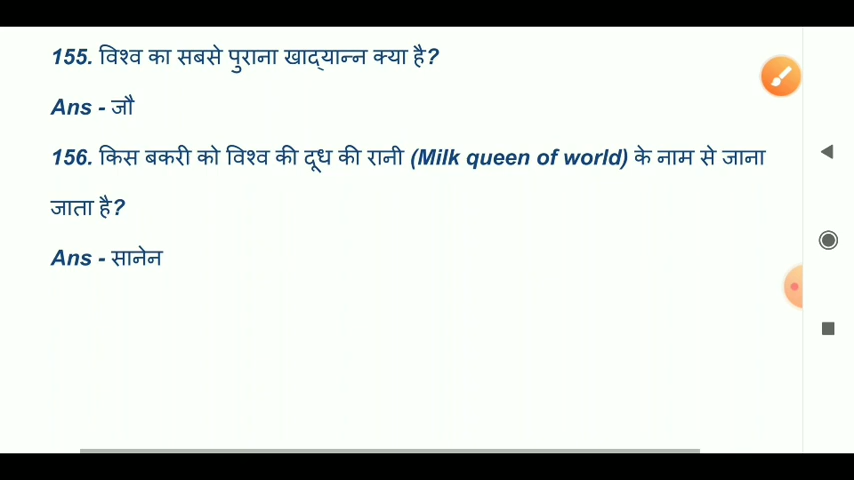 155. विश्व का सबसे पुराना खाद्यान्न क्या है?
Ans - जौ
156. किस बकरी को विश्व की दूध की रानी (Milk queen of world) के नाम से जाना
जाता है?
Ans - सानेन